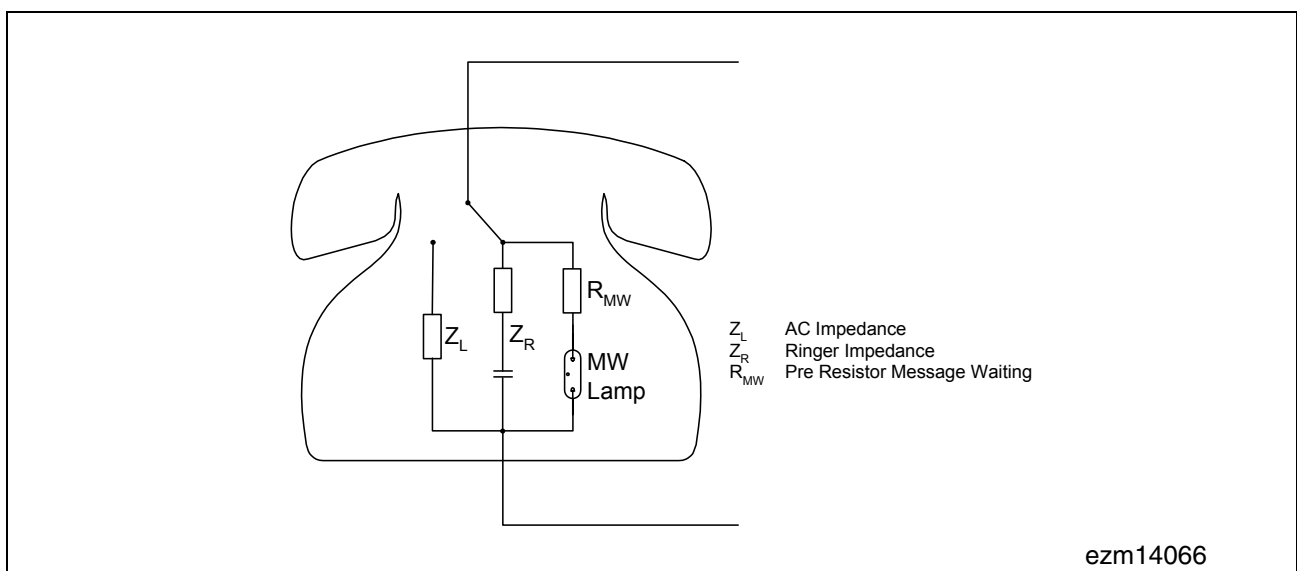 R_MW
Z_L
Z_R
MW
Lamp
Z_L AC Impedance
Z_R Ringer Impedance
R_MW Pre Resistor Message Waiting
ezm14066